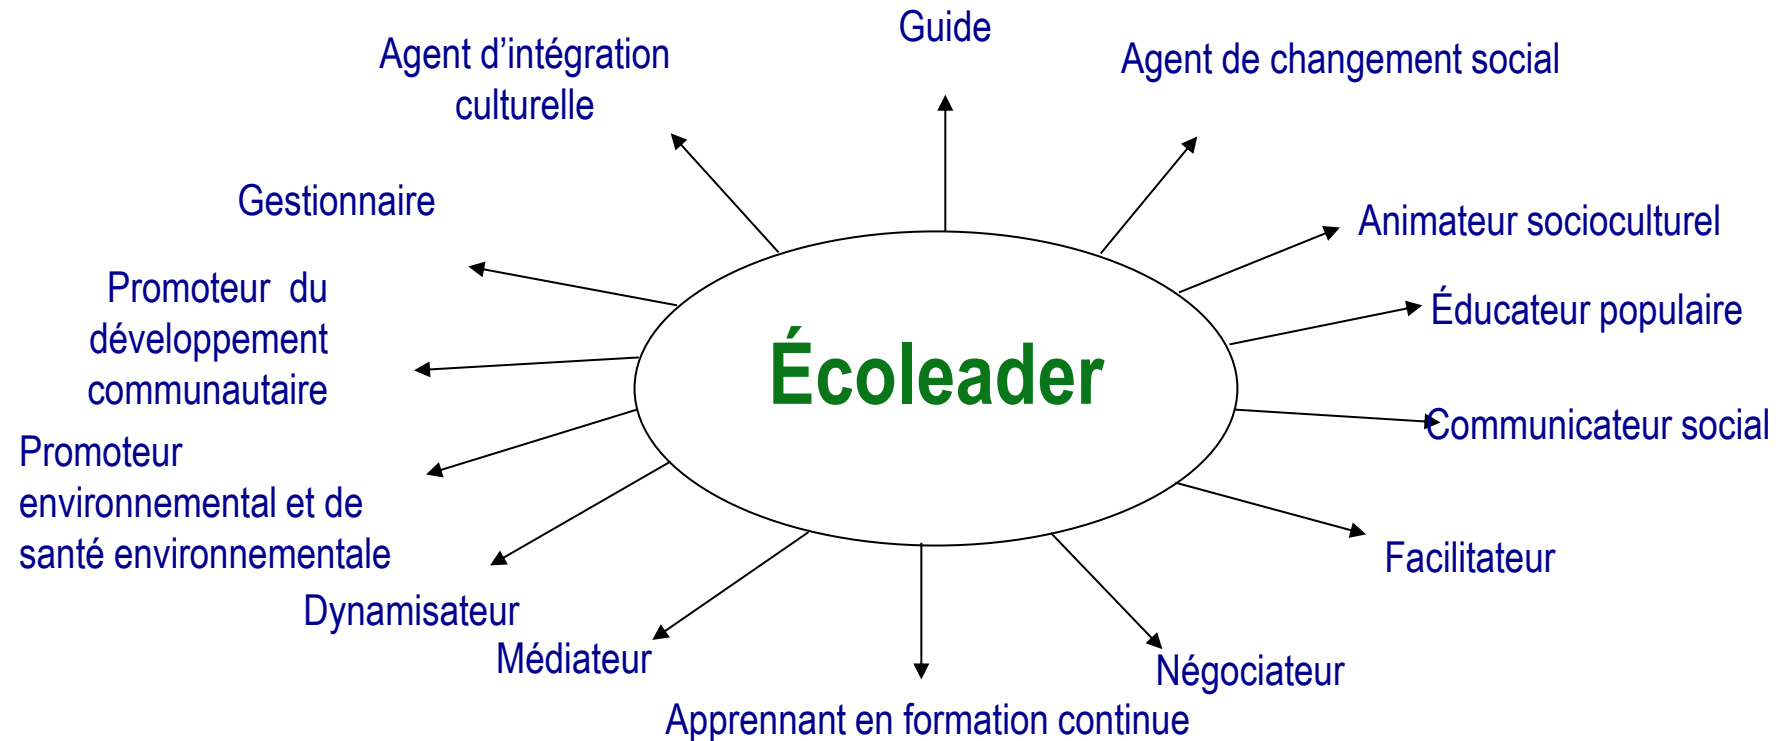 Guide
Agent d’intégration
culturelle
Agent de changement social
Gestionnaire
Animateur socioculturel
Promoteur  du
développement
communautaire
Éducateur populaire
Écoleader
Communicateur social
Promoteur
environnemental et de
santé environnementale
Facilitateur
Dynamisateur
Médiateur
Négociateur
Apprennant en formation continue